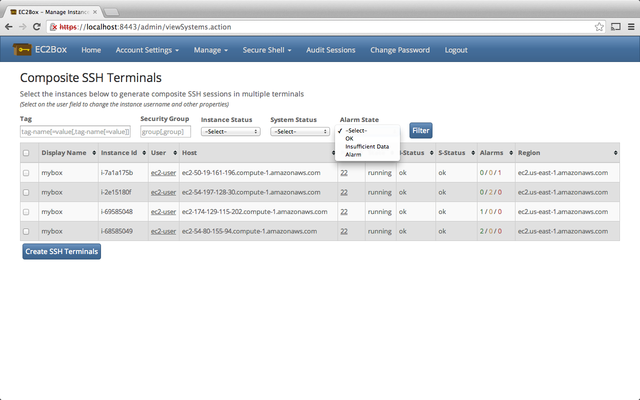 EC2Box - Manage Instanc
https://localhost:8443/admin/viewSystems.action
EC2Box Home Account Settings Manage Secure Shell Audit Sessions Change Password Logout
Composite SSH Terminals
Select the instances below to generate composite SSH sessions in multiple terminals
(Select on the user field to change the instance username and other properties)
Tag Security Group Instance Status System Status Alarm State
tag-name[=value[,tag-name[=value]] group[,group] --Select-- --Select-- --Select-- Filter
OK
Insufficient Data
Alarm
Display Name Instance Id User Host I-Status S-Status Alarms Region
mybox i-7a1a175b ec2-user ec2-50-19-161-196.compute-1.amazonaws.com 22 running ok ok 0 / 0 / 1 ec2.us-east-1.amazonaws.com
mybox i-2e15180f ec2-user ec2-54-197-128-30.compute-1.amazonaws.com 22 running ok ok 0 / 2 / 0 ec2.us-east-1.amazonaws.com
mybox i-69585048 ec2-user ec2-174-129-115-202.compute-1.amazonaws.com 22 running ok ok 1 / 0 / 0 ec2.us-east-1.amazonaws.com
mybox i-68585049 ec2-user ec2-54-80-155-94.compute-1.amazonaws.com 22 running ok ok 2 / 0 / 0 ec2.us-east-1.amazonaws.com
Create SSH Terminals